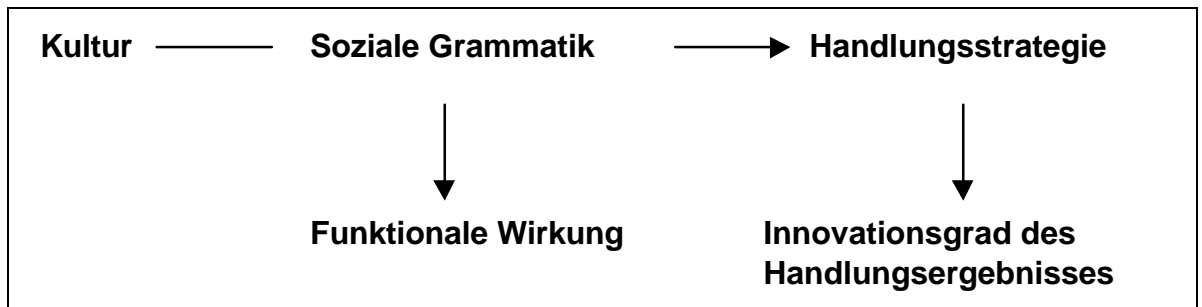 Kultur Soziale Grammatik Handlungsstrategie
Funktionale Wirkung Innovationsgrad des
Handlungsergebnisses